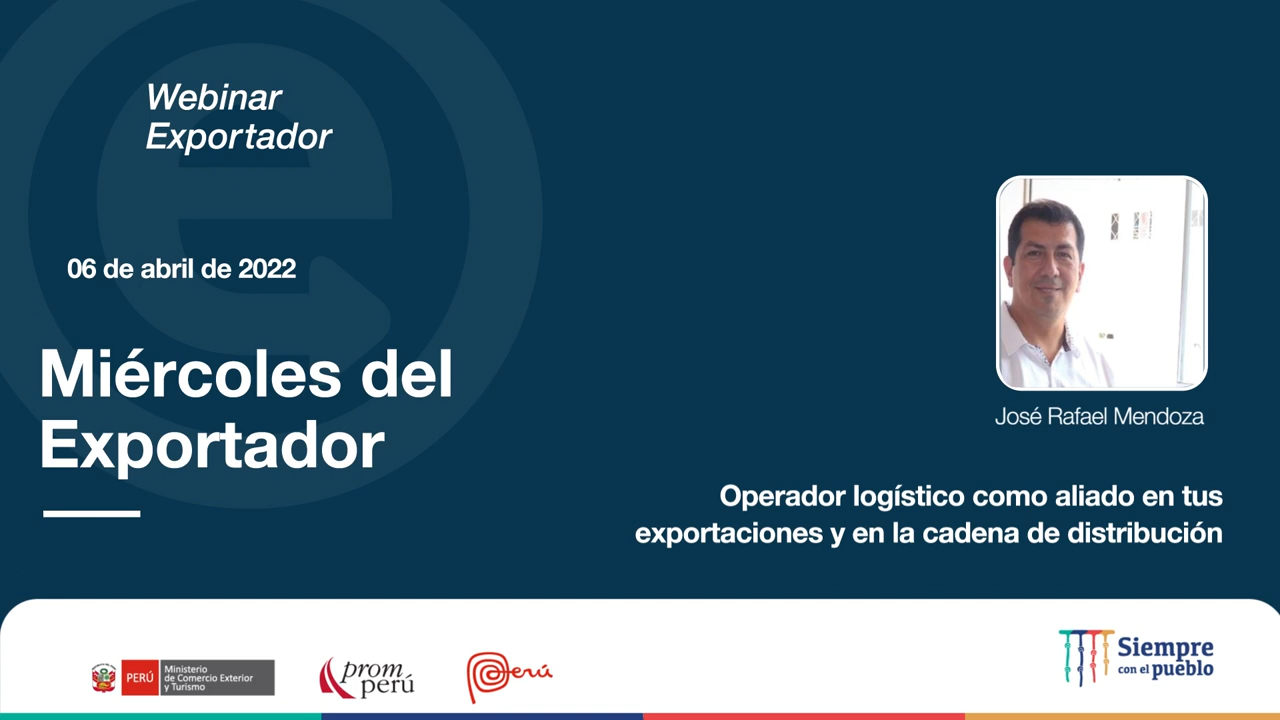 Webinar
Exportador
06 de abril de 2022
Miércoles del
Exportador
José Rafael Mendoza
Operador logístico como aliado en tus
exportaciones y en la cadena de distribución
PERÚ
Ministerio
de Comercio Exterior
y Turismo
prom
perú
Perú
Siempre
con el pueblo